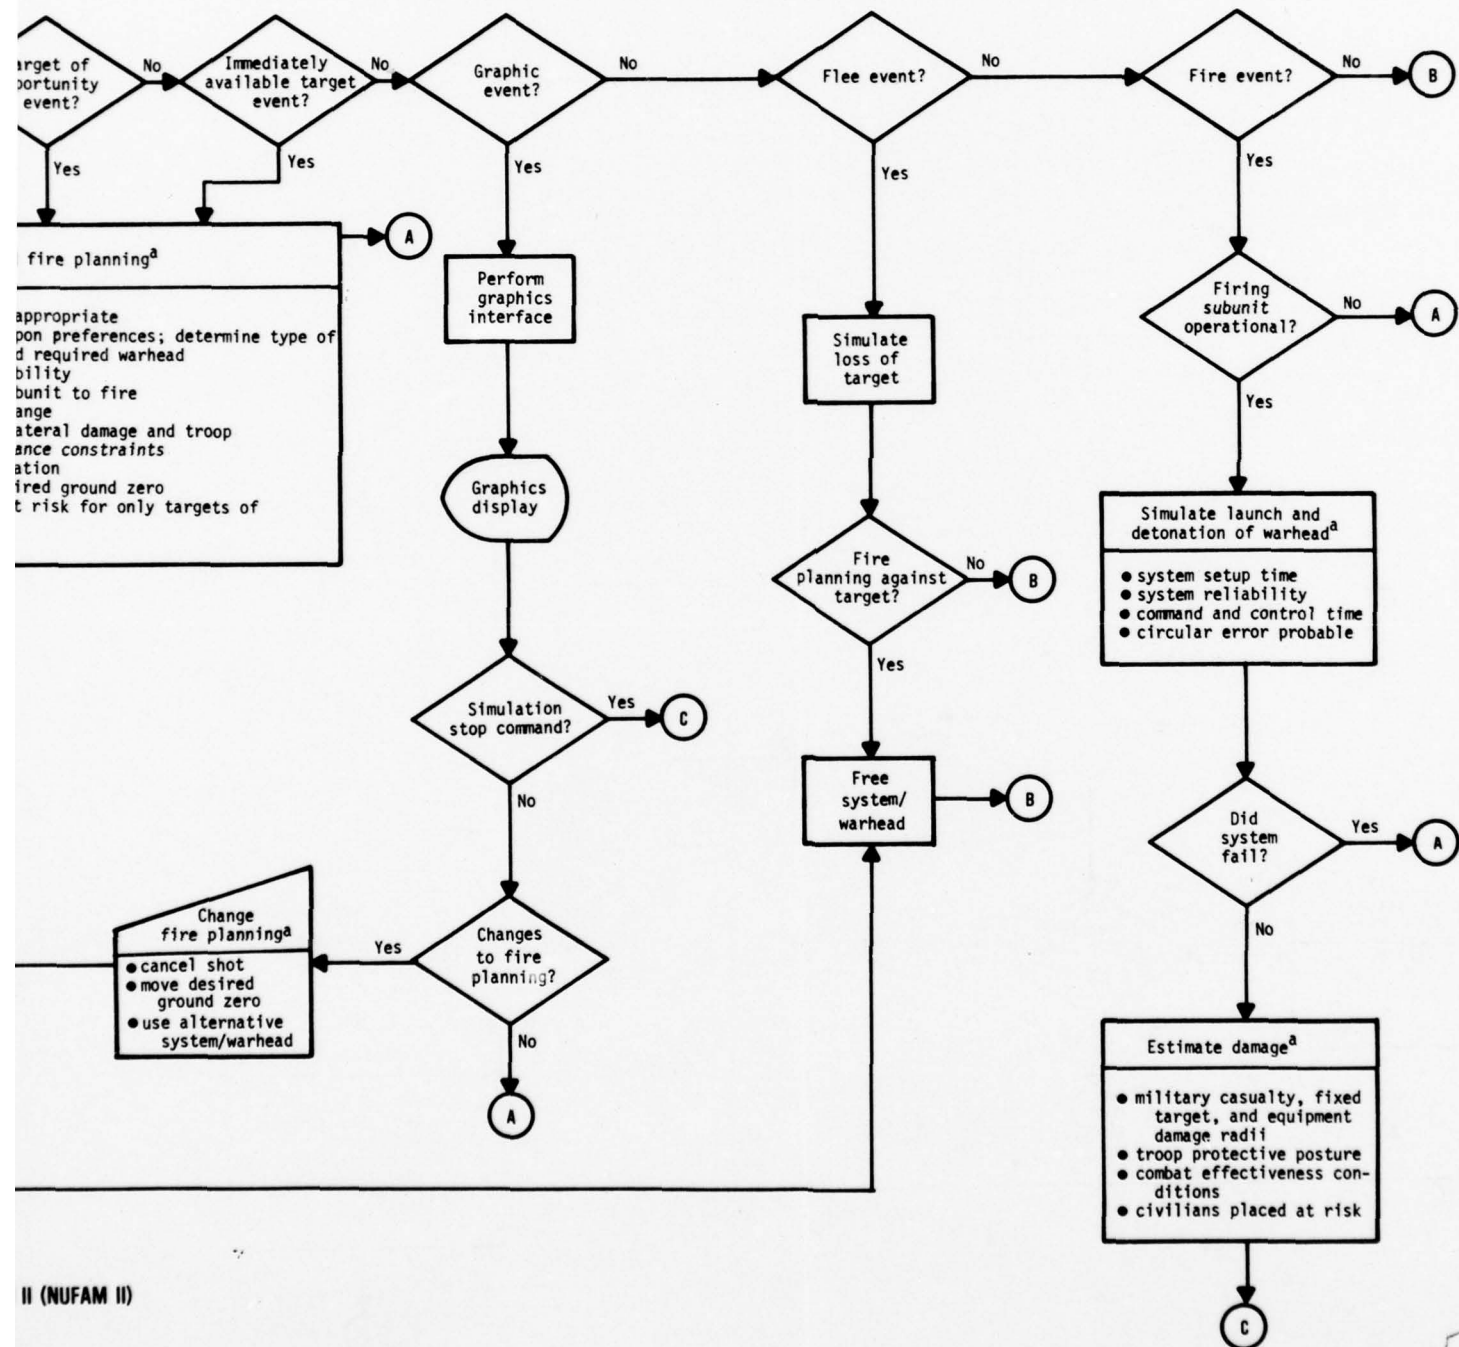 arget of
portunity
event?
No
Immediately
available target
event?
No
Graphic
event?
No
Flee event?
No
Fire event?
No
B
Yes
Yes
Yes
Yes
Yes
fire planninga
A
appropriate
pon preferences; determine type of
d required warhead
bility
bunit to fire
ange
ateral damage and troop
ance constraints
ation
ired ground zero
t risk for only targets of
Perform
graphics
interface
Graphics
display
Simulation
stop command?
Yes
C
No
Changes
to fire
planning?
Yes
No
A
Change
fire planninga
● cancel shot
● move desired
ground zero
● use alternative
system/warhead
Simulate
loss of
target
Fire
planning against
target?
No
B
Yes
Free
system/
warhead
B
Firing
subunit
operational?
No
A
Yes
Simulate launch and
detonation of warheada
● system setup time
● system reliability
● command and control time
● circular error probable
Did
system
fail?
Yes
A
No
Estimate damagea
● military casualty, fixed
target, and equipment
damage radii
● troop protective posture
● combat effectiveness con-
ditions
● civilians placed at risk
C
II (NUFAM II)